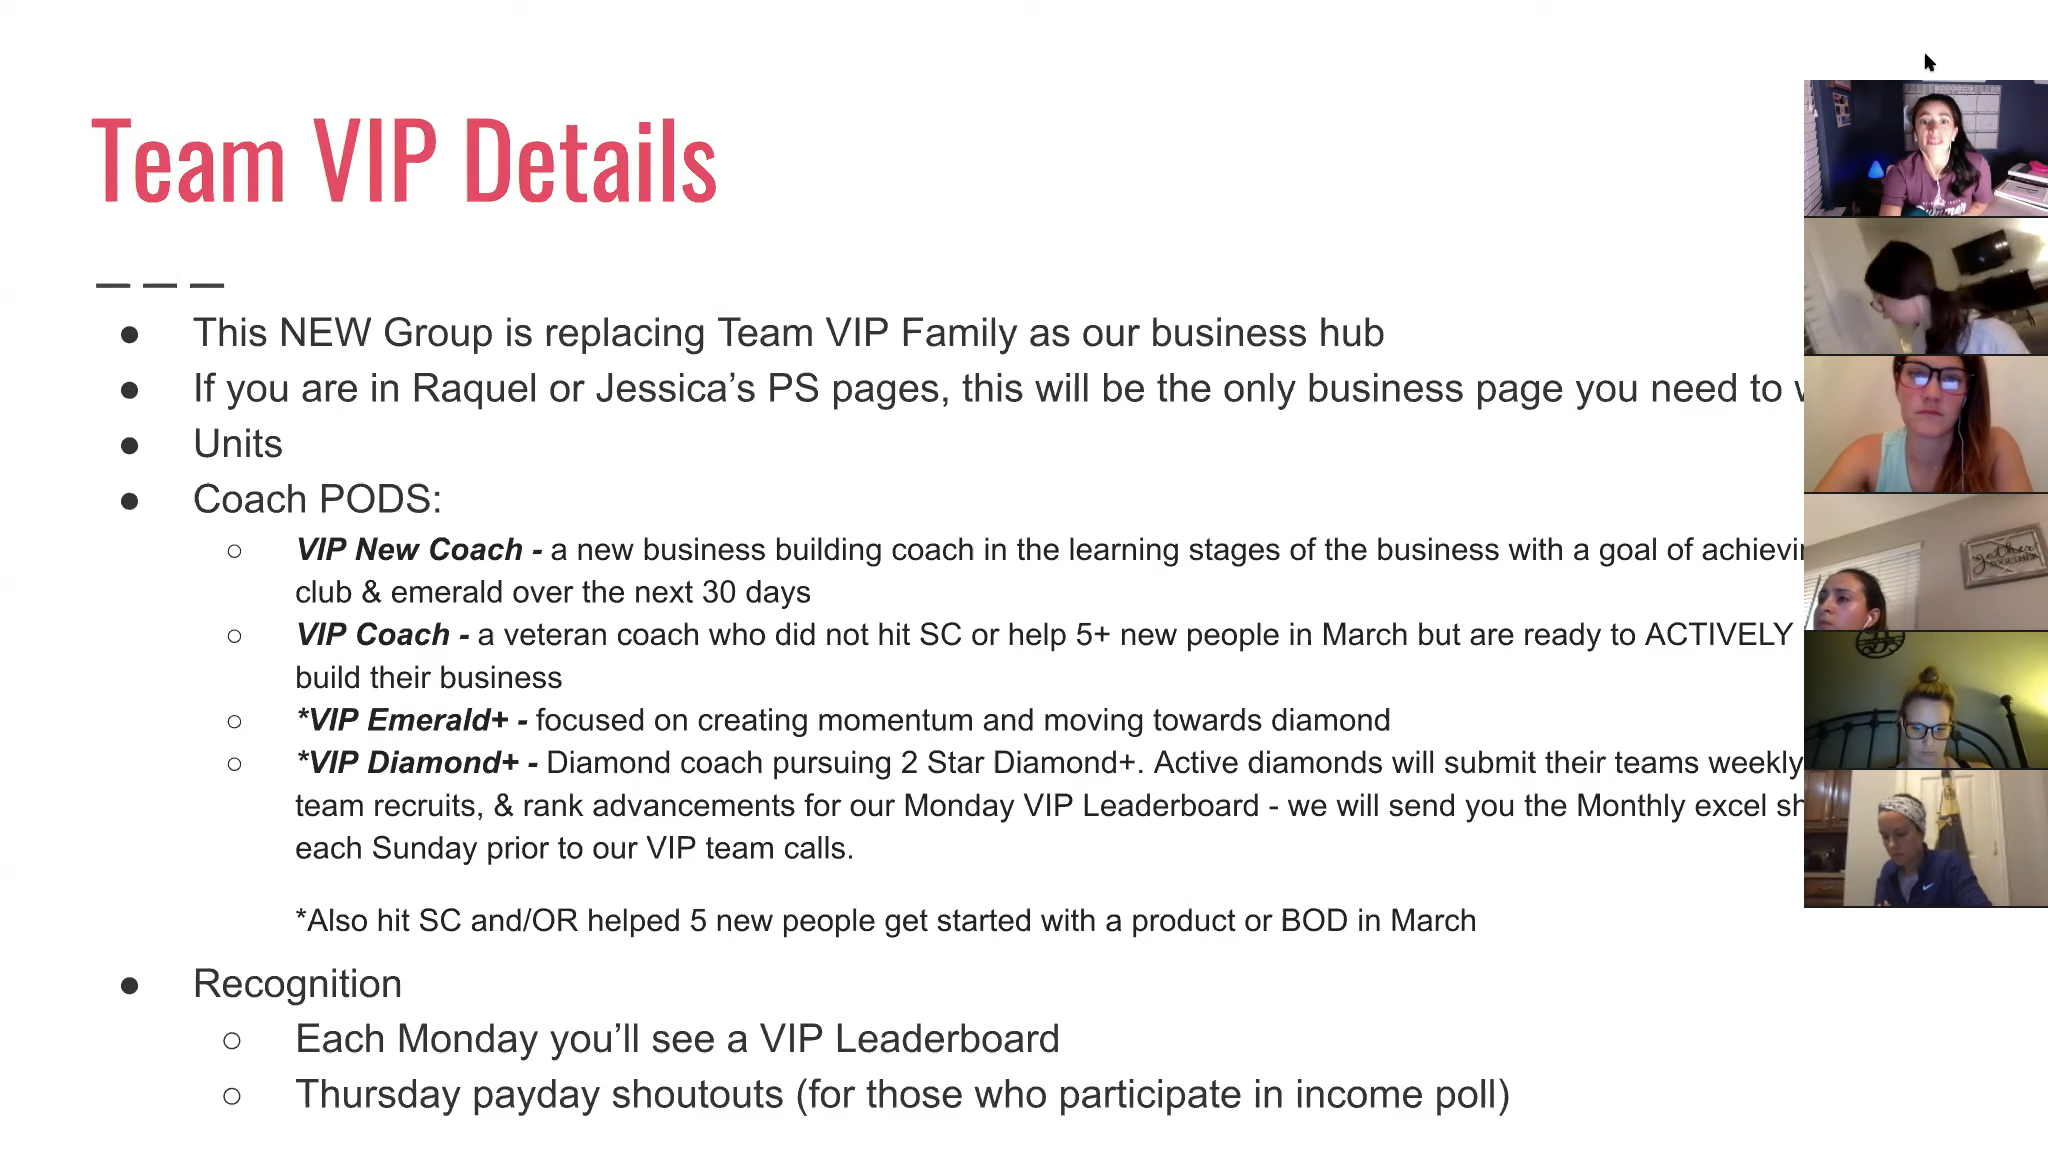 Team VIP Details
This NEW Group is replacing Team VIP Family as our business hub
If you are in Raquel or Jessica’s PS pages, this will be the only business page you need to
Units
Coach PODS:
VIP New Coach - a new business building coach in the learning stages of the business with a goal of
club & emerald over the next 30 days
VIP Coach - a veteran coach who did not hit SC or help 5+ new people in March but are ready to ACTIVELY
build their business
*VIP Emerald+ - focused on creating momentum and moving towards diamond
*VIP Diamond+ - Diamond coach pursuing 2 Star Diamond+. Active diamonds will submit their teams weekly
team recruits, & rank advancements for our Monday VIP Leaderboard - we will send you the Monthly excel
each Sunday prior to our VIP team calls.
*Also hit SC and/OR helped 5 new people get started with a product or BOD in March
Recognition
Each Monday you’ll see a VIP Leaderboard
Thursday payday shoutouts (for those who participate in income poll)
gather
TOGETHER
Summer